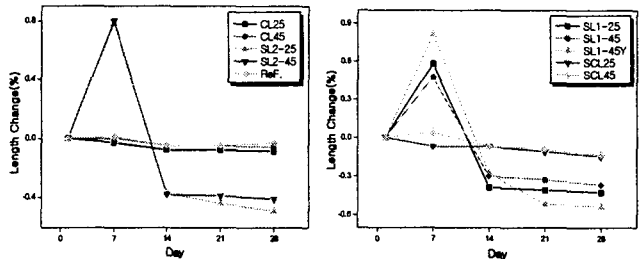 0.8
0.4
0.0
-0.4
Length Change(%)
0
7
14
21
28
Day
CL25
CL45
SL2-25
SL2-45
ReF.
0.9
0.6
0.3
0.0
-0.3
-0.6
Length Change(%)
0
7
14
21
28
Day
SL1-25
SL1-45
SL1-45Y
SCL25
SCL45